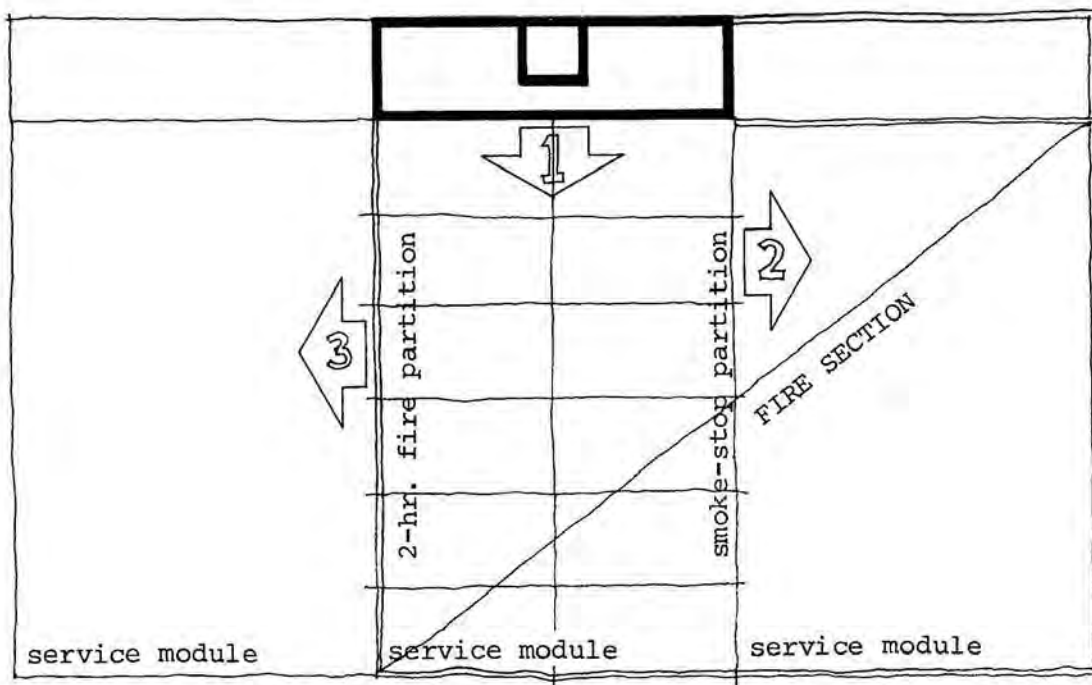 1
2
3
2-hr. fire partition
smoke-stop partition
FIRE SECTION
service module
service module
service module